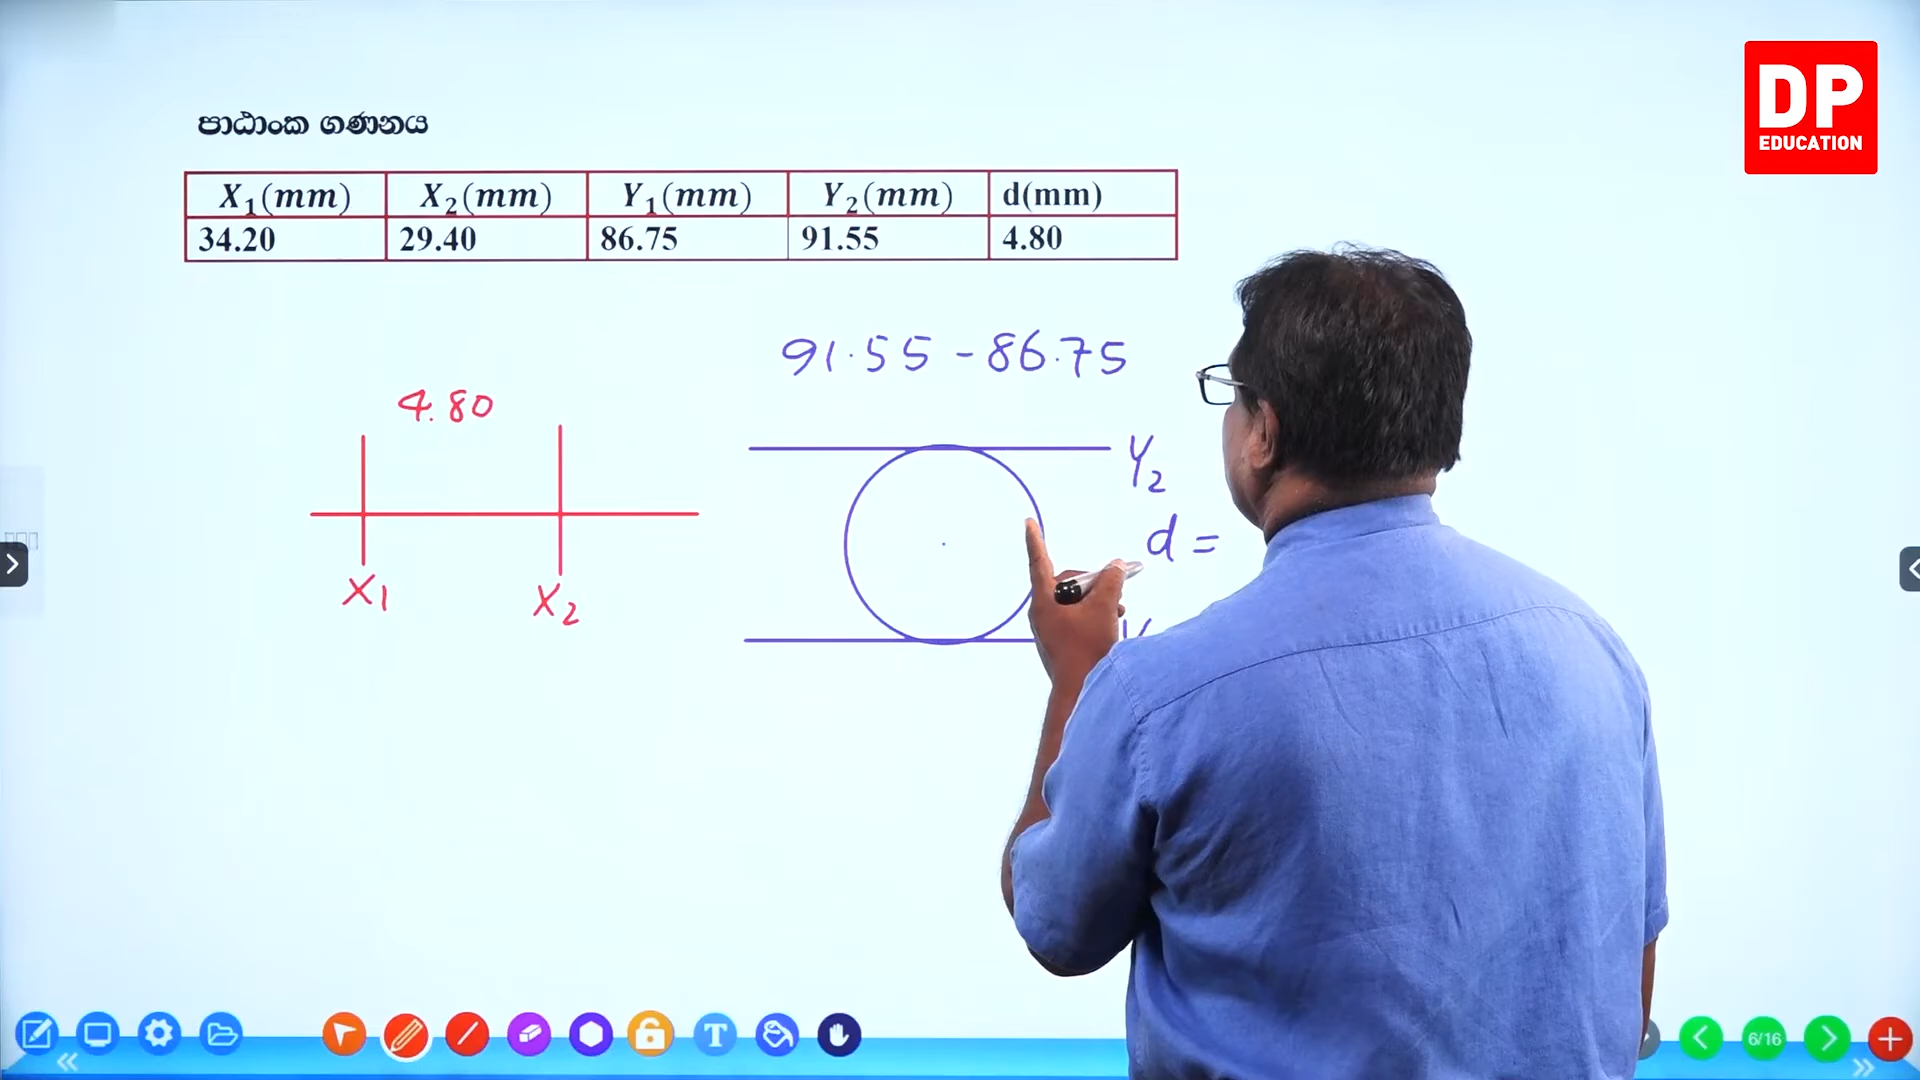 DP
EDUCATION
පාඨාංක ගණනය
X₁(mm) X₂(mm) Y₁(mm) Y₂(mm) d(mm)
34.20 29.40 86.75 91.55 4.80
91.55 - 86.75
4.80
Y₂
d =
X₁ X₂
T
6/16